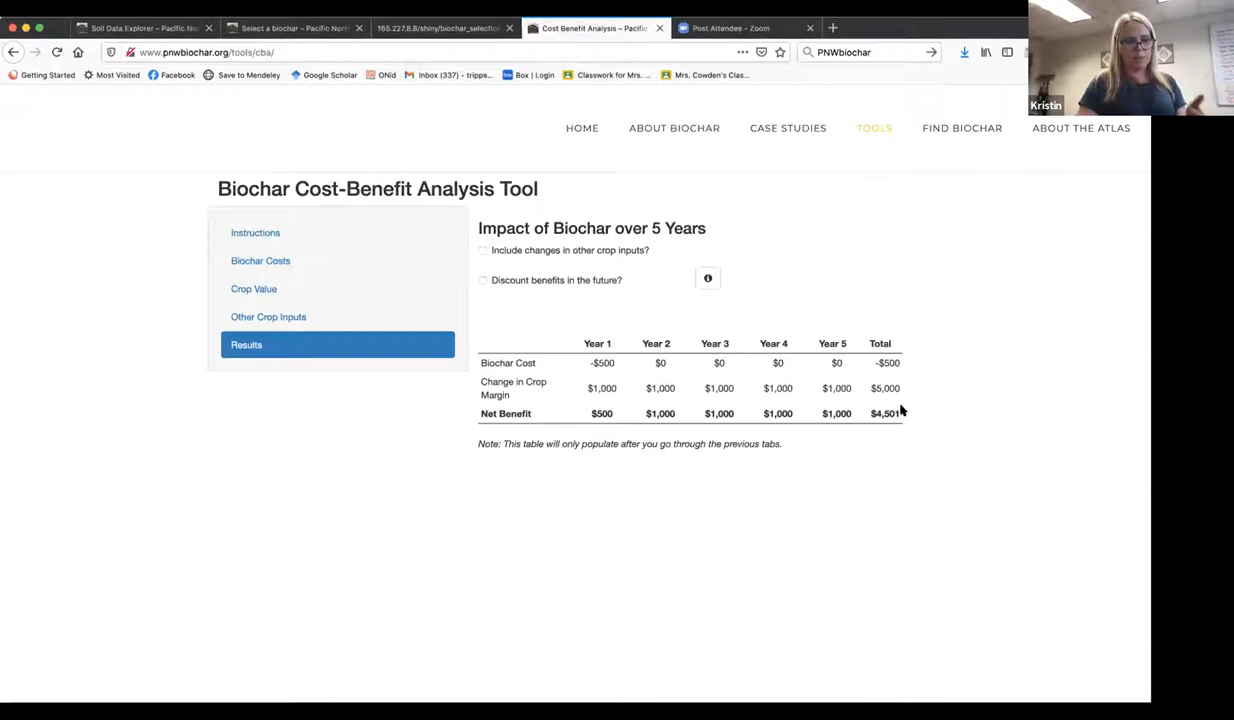 Soil Data Explorer – Pacific No
Select a biochar – Pacific North
165.227.8.8/shiny/biochar_selection
Cost Benefit Analysis – Pacific
Post Attendee - Zoom
www.pnwbiochar.org/tools/cba/
PNWbiochar
Getting Started
Most Visited
Facebook
Save to Mendeley
Google Scholar
ONid
Inbox (337) - trippe...
Box | Login
Classwork for Mrs. ...
Mrs. Cowden's Clas...
Kristin
HOME
ABOUT BIOCHAR
CASE STUDIES
TOOLS
FIND BIOCHAR
ABOUT THE ATLAS
Biochar Cost-Benefit Analysis Tool
Instructions
Biochar Costs
Crop Value
Other Crop Inputs
Results
Impact of Biochar over 5 Years
Include changes in other crop inputs?
Discount benefits in the future?
Year 1 Year 2 Year 3 Year 4 Year 5 Total
Biochar Cost -$500 $0 $0 $0 $0 -$500
Change in Crop
Margin $1,000 $1,000 $1,000 $1,000 $1,000 $5,000
Net Benefit $500 $1,000 $1,000 $1,000 $1,000 $4,501
Note: This table will only populate after you go through the previous tabs.